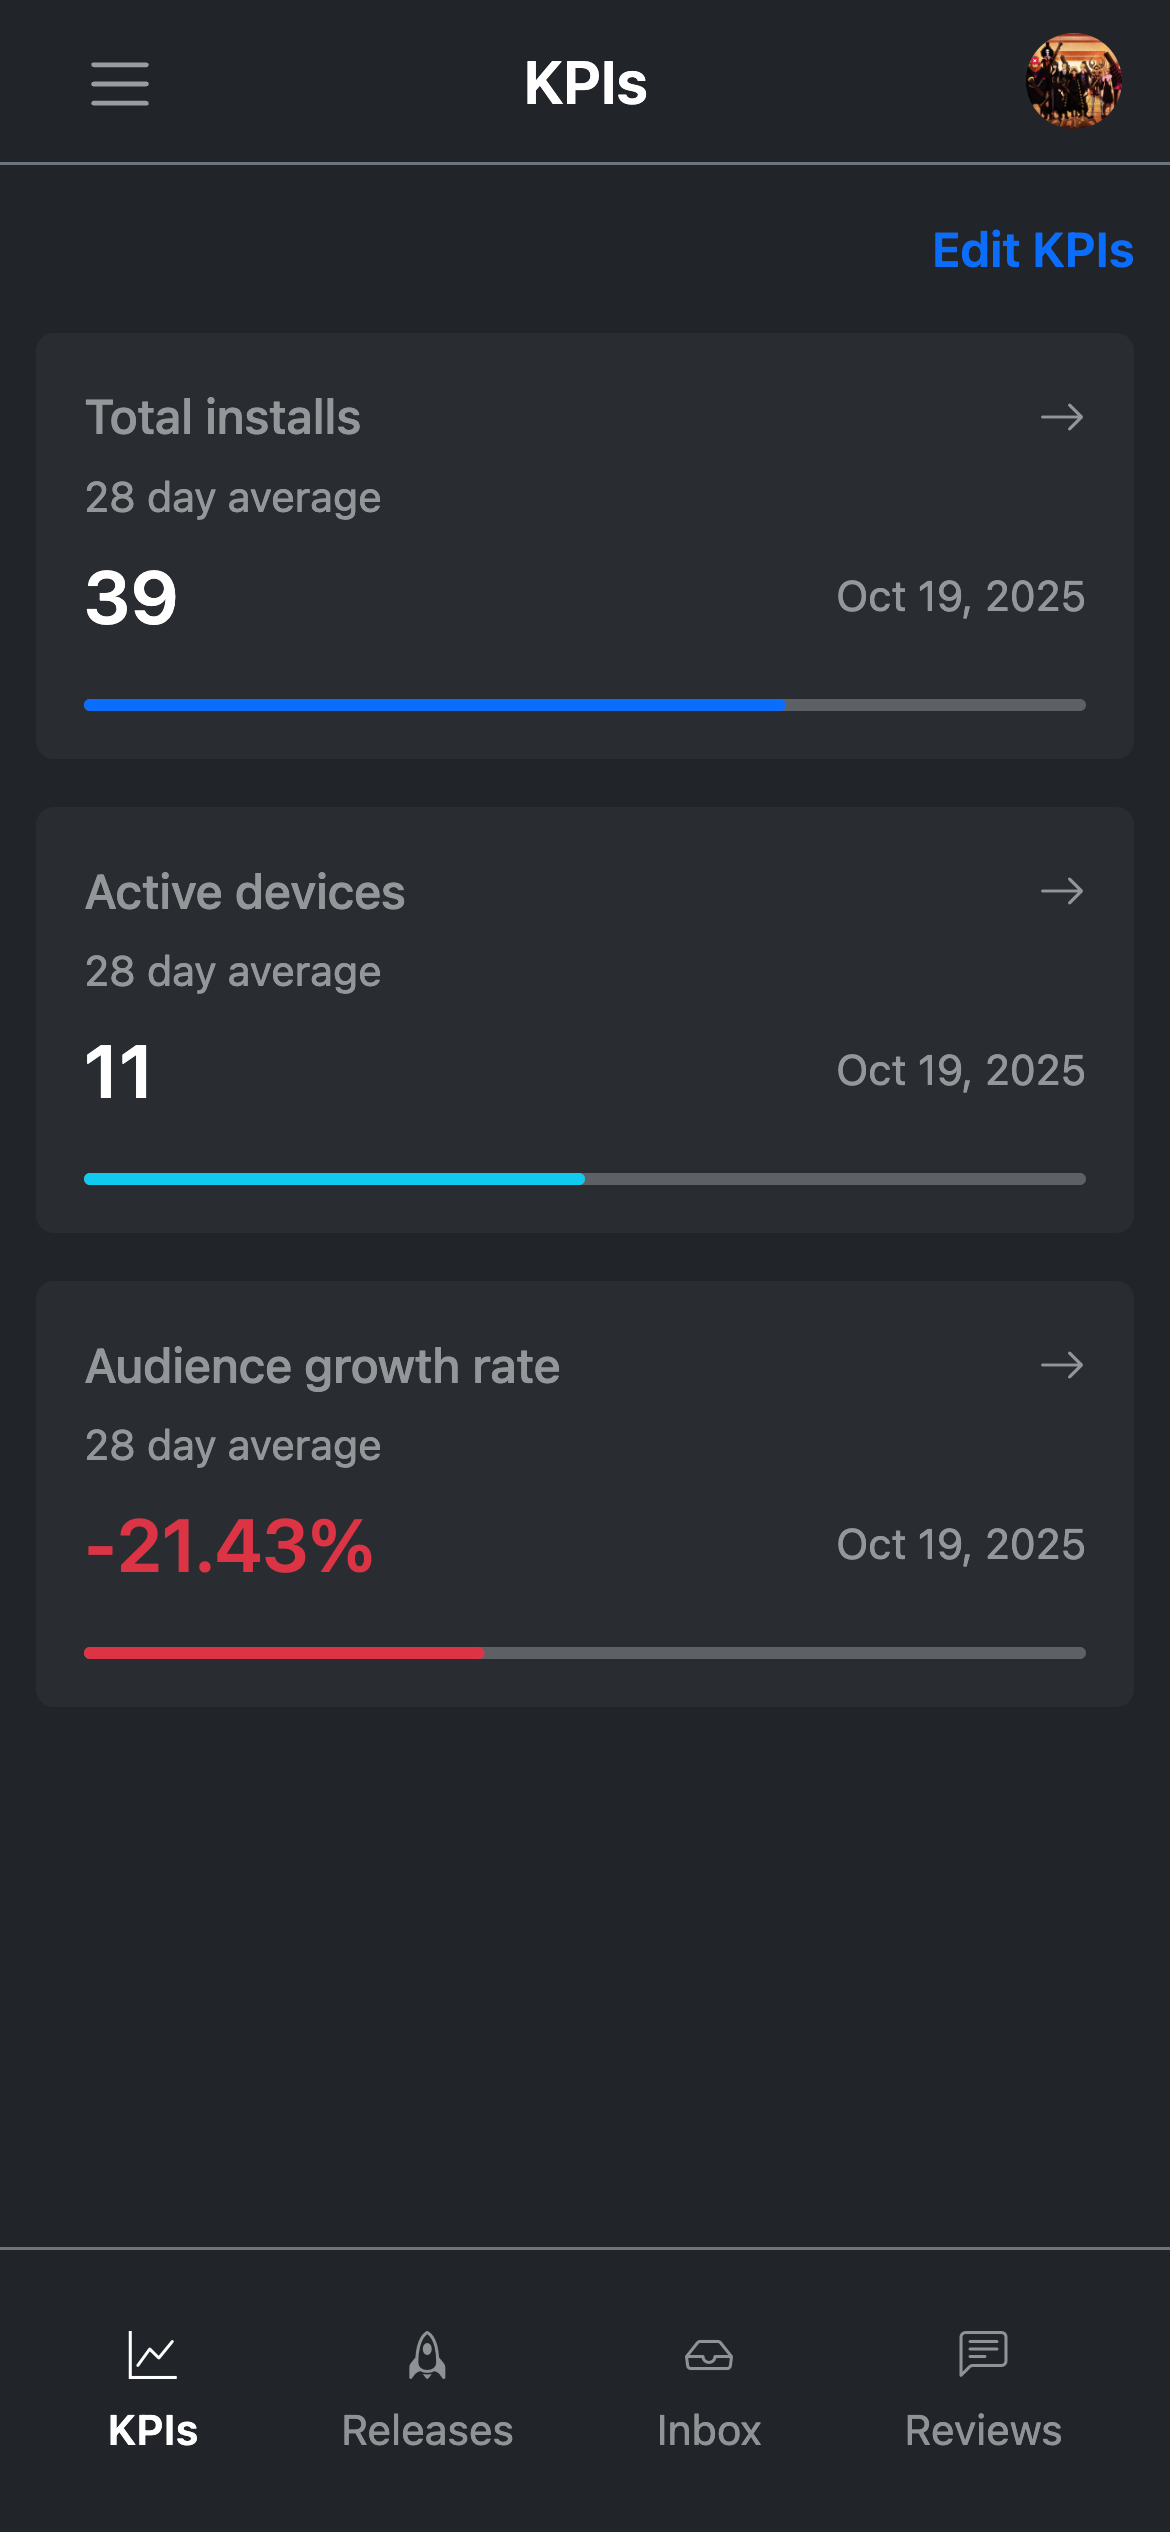 KPIs
Edit KPIs
Total installs
28 day average
39
Oct 19, 2025
Active devices
28 day average
11
Oct 19, 2025
Audience growth rate
28 day average
-21.43%
Oct 19, 2025
KPIs
Releases
Inbox
Reviews